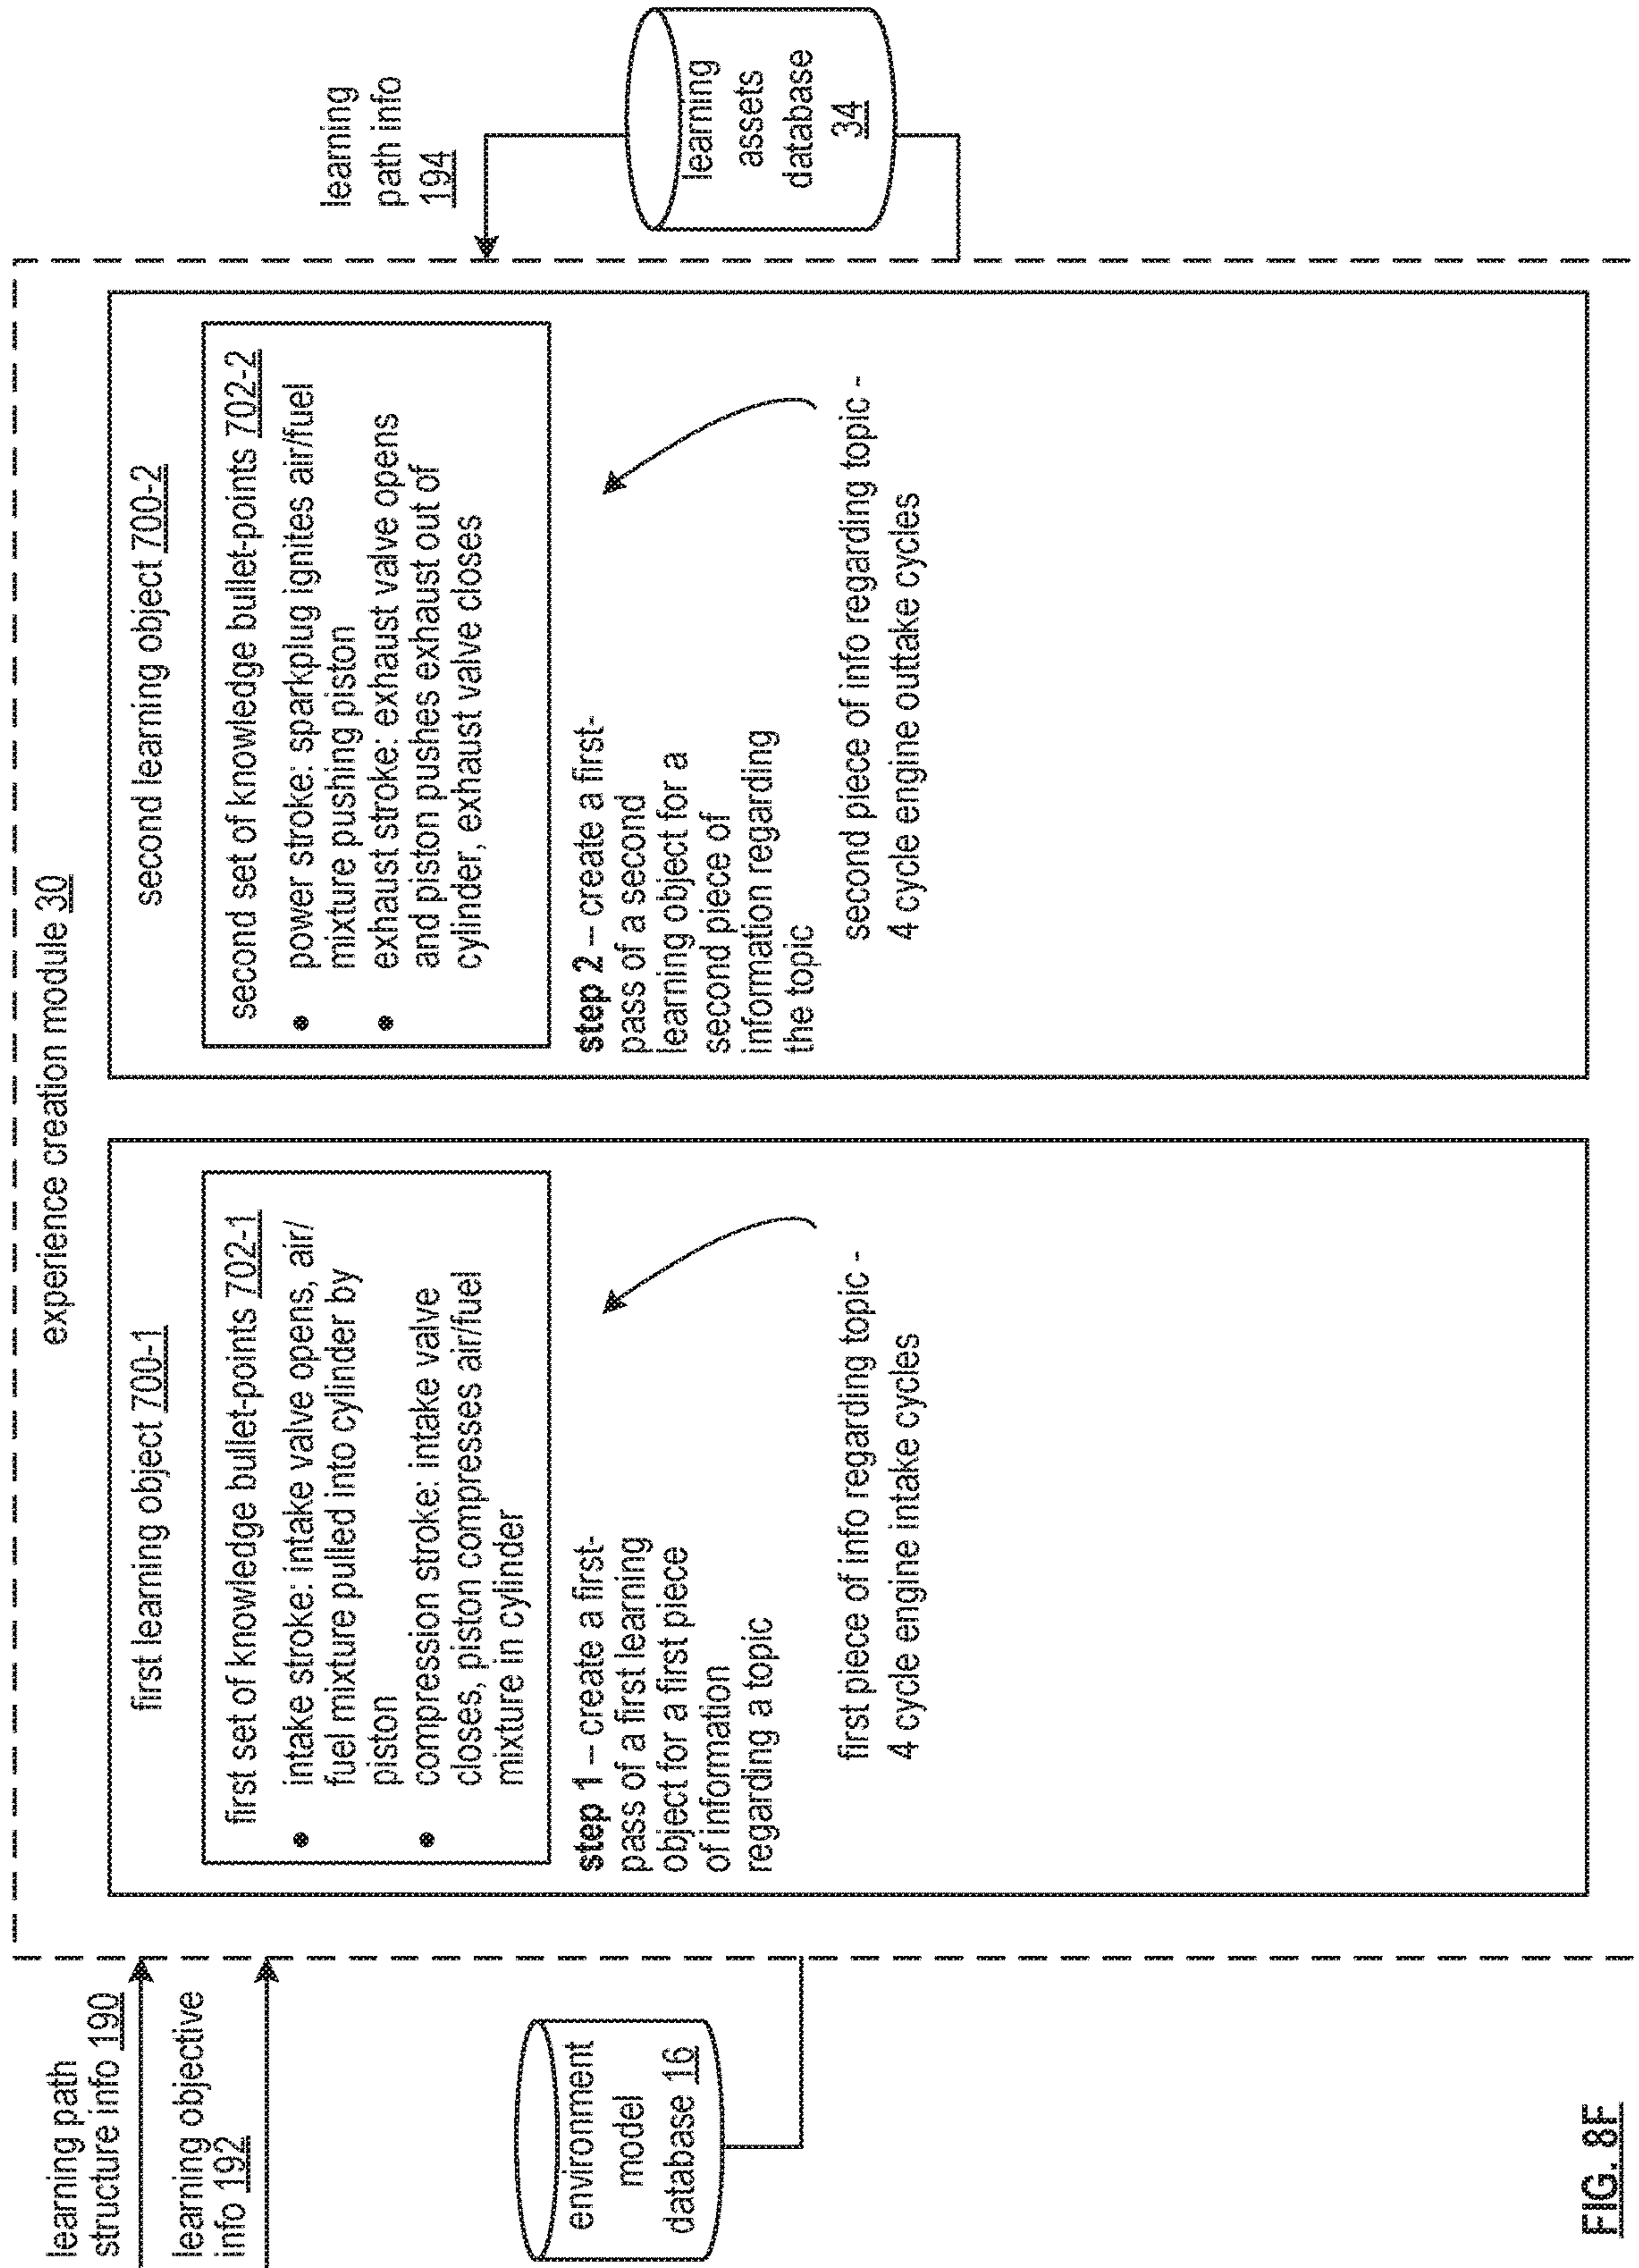 learning path
structure info 190
learning objective
info 192
environment
model
database 16
experience creation module 30
first learning object 700-1
first set of knowledge bullet-points 702-1
• intake stroke: intake valve opens, air/
fuel mixture pulled into cylinder by
piston
• compression stroke: intake valve
closes, piston compresses air/fuel
mixture in cylinder
step 1 – create a first-
pass of a first learning
object for a first piece
of information
regarding a topic
first piece of info regarding topic -
4 cycle engine intake cycles
second learning object 700-2
second set of knowledge bullet-points 702-2
• power stroke: sparkplug ignites air/fuel
mixture pushing piston
• exhaust stroke: exhaust valve opens
and piston pushes exhaust out of
cylinder, exhaust valve closes
step 2 – create a first-
pass of a second
learning object for a
second piece of
information regarding
the topic
second piece of info regarding topic -
4 cycle engine outtake cycles
learning
path info
194
learning
assets
database
34
FIG. 8F